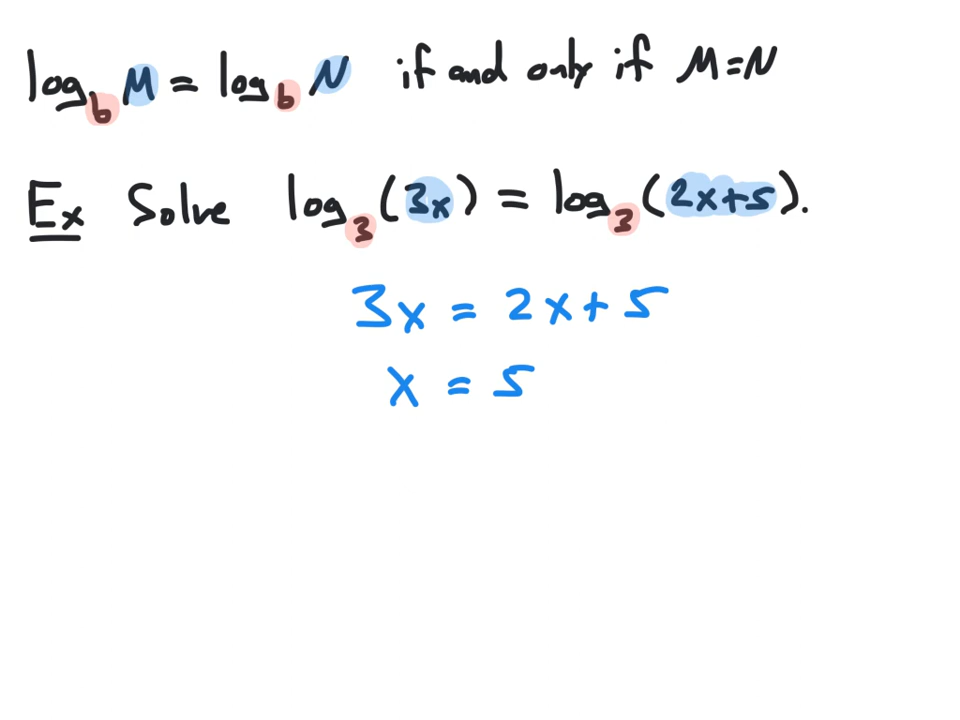 log_b M = log_b N if and only if M=N
Ex Solve log_3(3x) = log_3(2x+5).
3x = 2x+5
x = 5